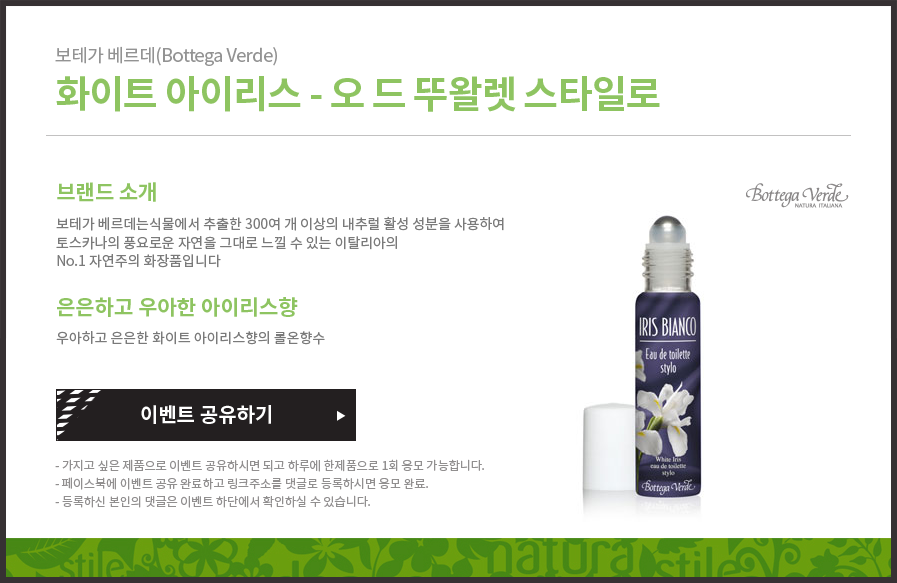 보테가 베르데(Bottega Verde)
화이트 아이리스 - 오 드 뚜왈렛 스타일로
브랜드 소개
보테가 베르데는식물에서 추출한 300여 개 이상의 내추럴 활성 성분을 사용하여
토스카나의 풍요로운 자연을 그대로 느낄 수 있는 이탈리아의
No.1 자연주의 화장품입니다
은은하고 우아한 아이리스향
우아하고 은은한 화이트 아이리스향의 롤온향수
이벤트 공유하기
- 가지고 싶은 제품으로 이벤트 공유하시면 되고 하루에 한제품으로 1회 응모 가능합니다.
- 페이스북에 이벤트 공유 완료하고 링크주소를 댓글로 등록하시면 응모 완료.
- 등록하신 본인의 댓글은 이벤트 하단에서 확인하실 수 있습니다.
Bottega Verde
NATURA ITALIANA
IRIS BIANCO
Eau de toilette
stylo
White Iris
eau de toilette
stylo
Bottega Verde
stile natura stile